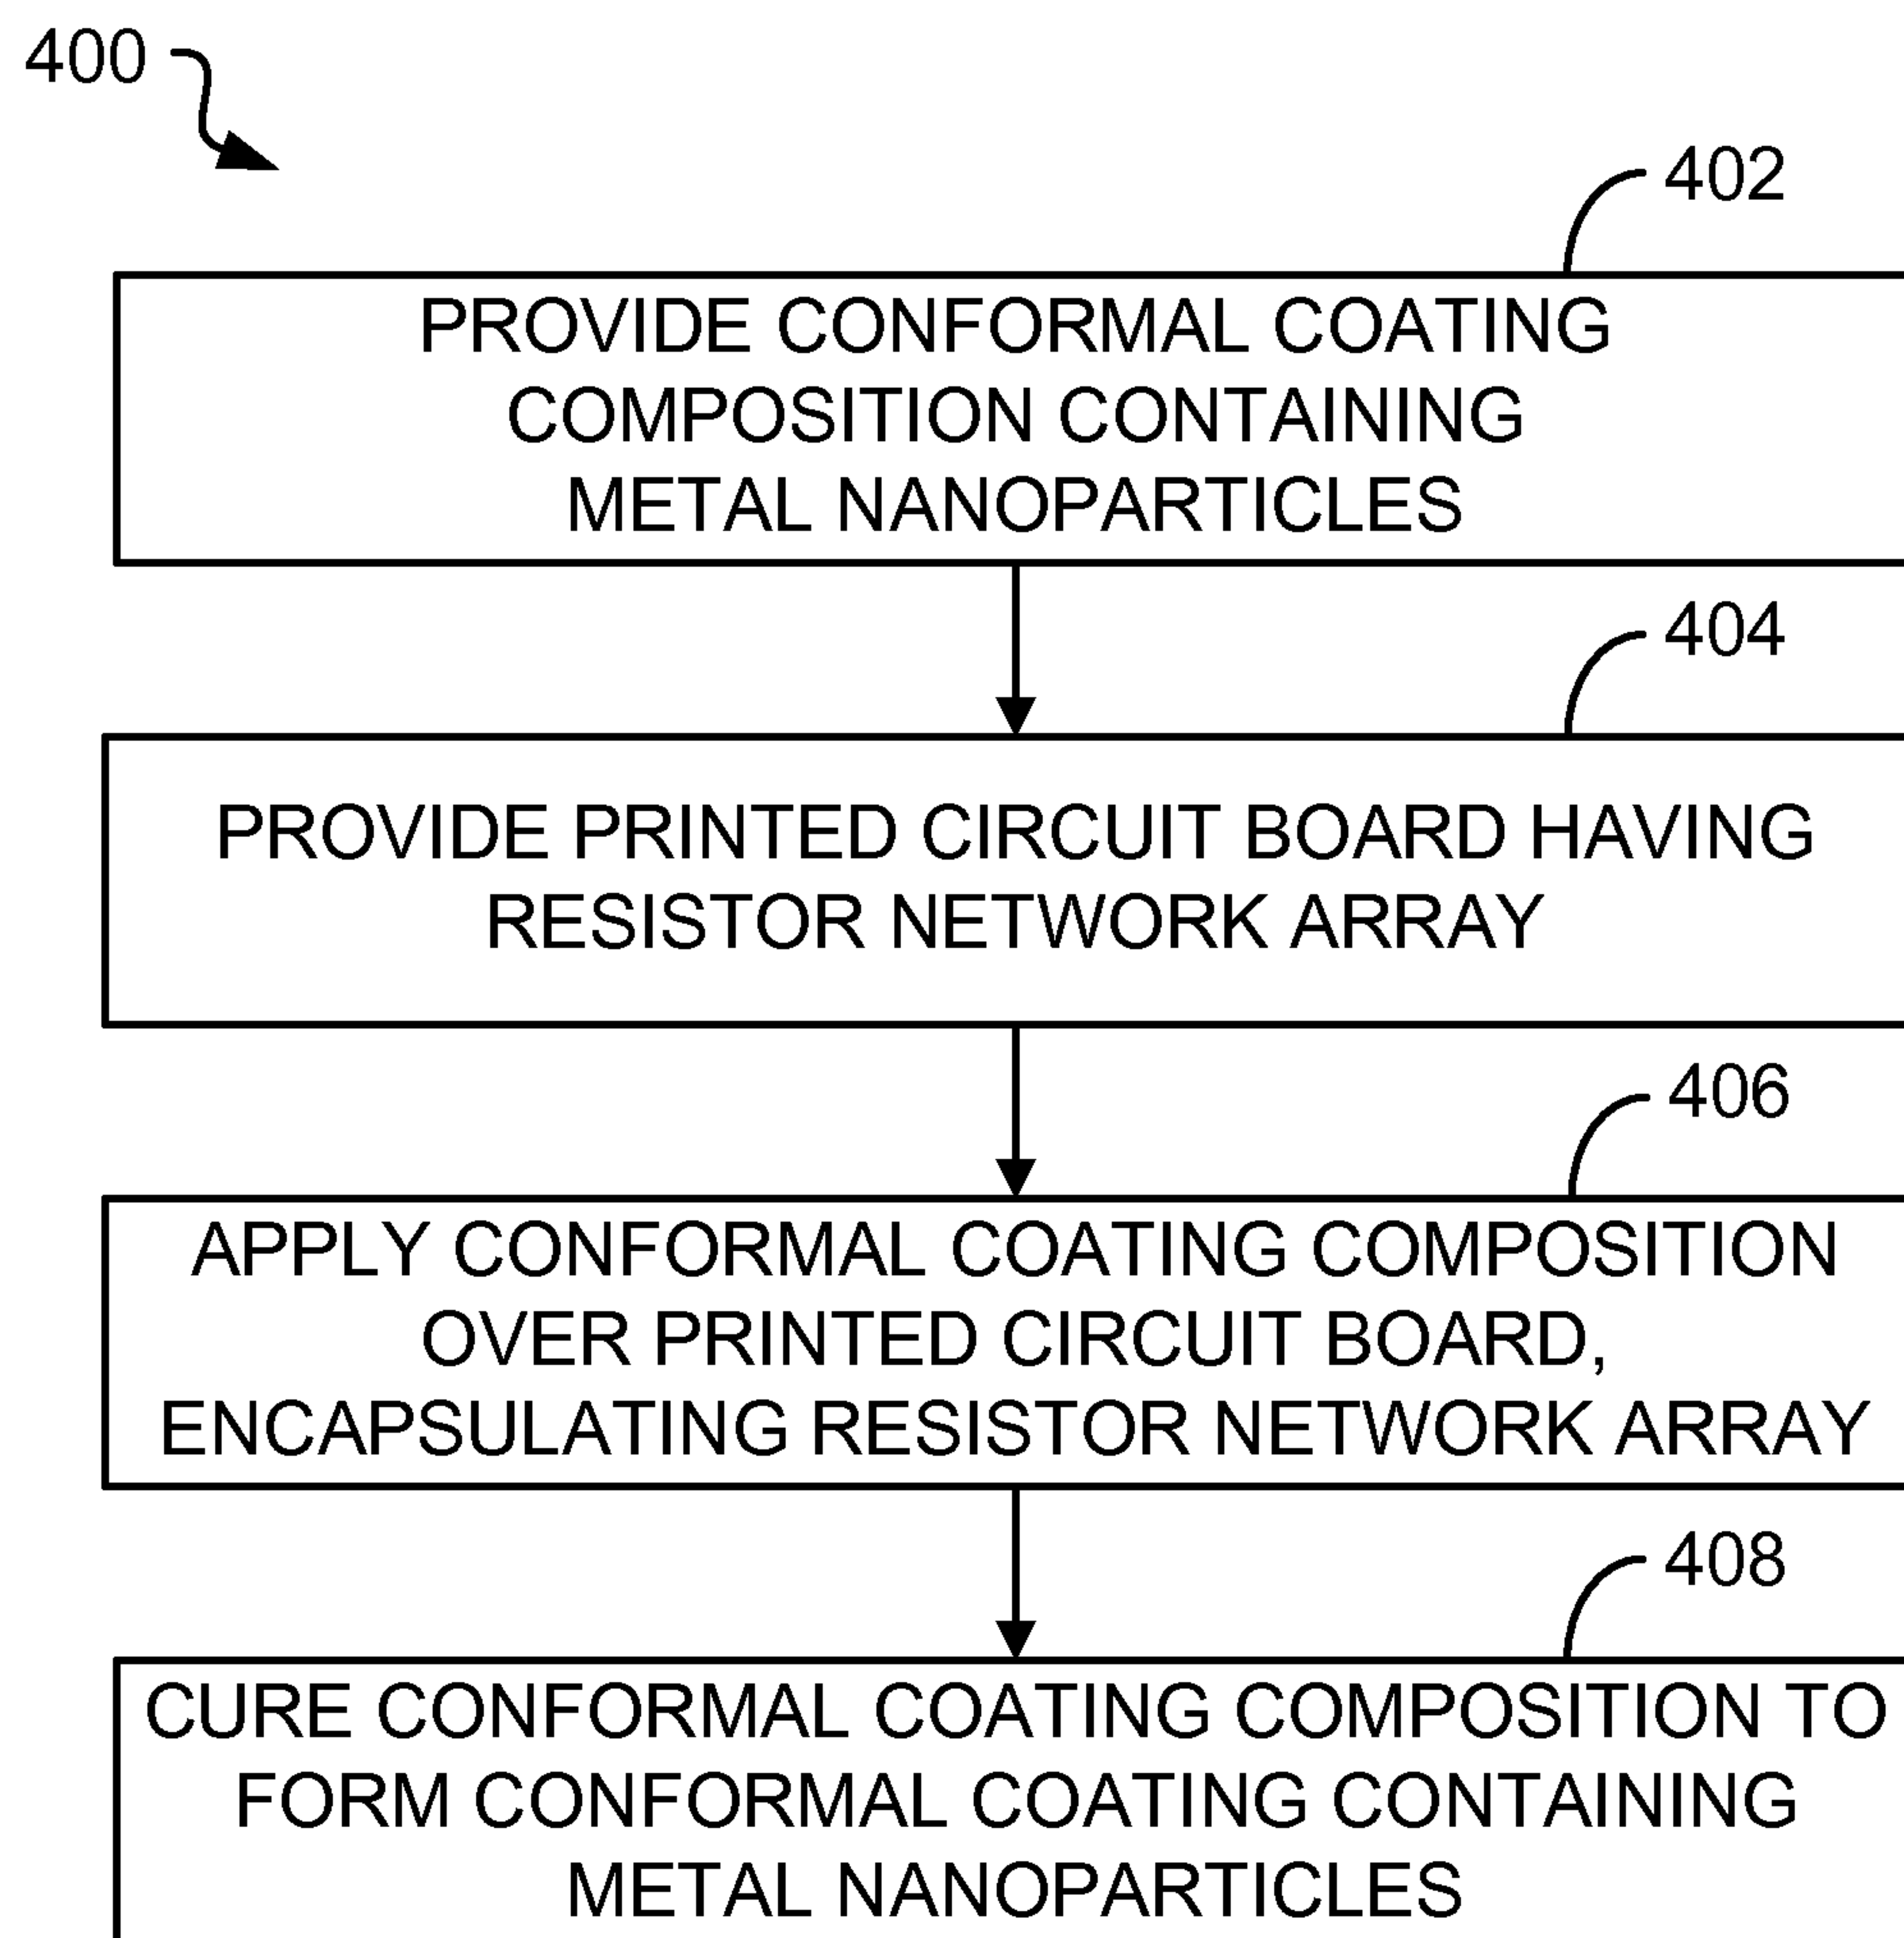 400
402
PROVIDE CONFORMAL COATING
COMPOSITION CONTAINING
METAL NANOPARTICLES
404
PROVIDE PRINTED CIRCUIT BOARD HAVING
RESISTOR NETWORK ARRAY
406
APPLY CONFORMAL COATING COMPOSITION
OVER PRINTED CIRCUIT BOARD,
ENCAPSULATING RESISTOR NETWORK ARRAY
408
CURE CONFORMAL COATING COMPOSITION TO
FORM CONFORMAL COATING CONTAINING
METAL NANOPARTICLES